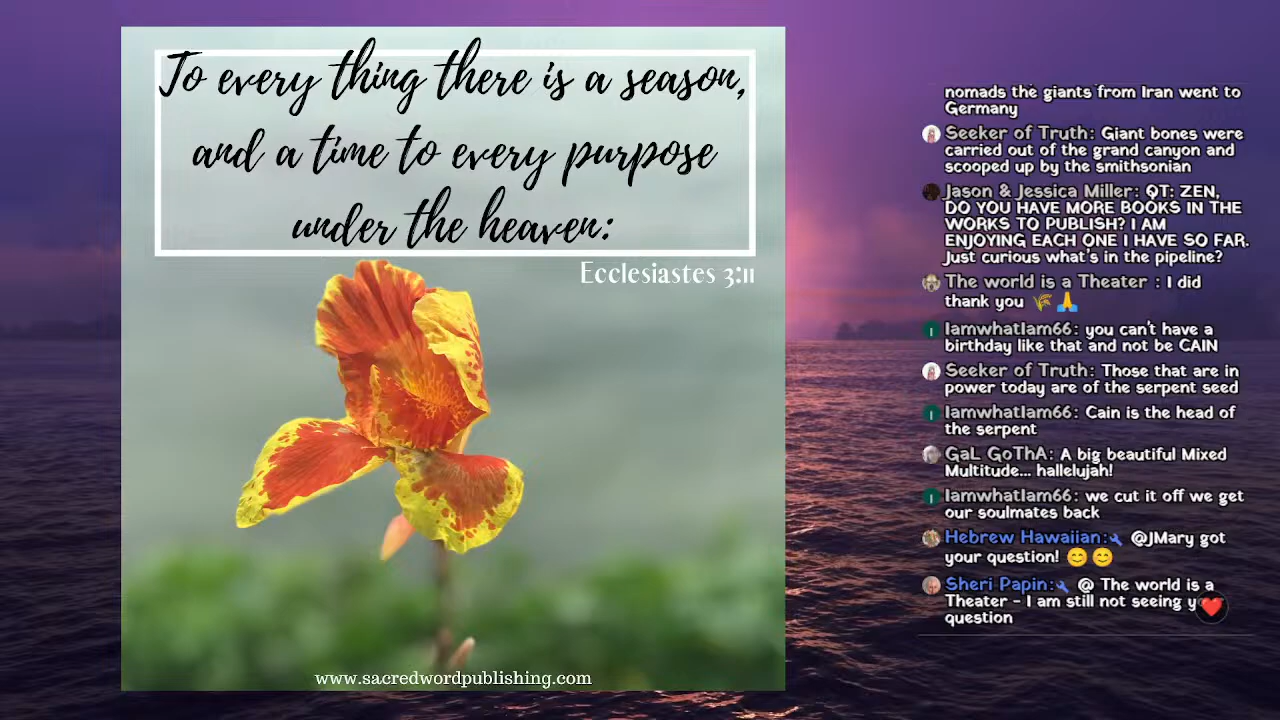 To every thing there is a season,
and a time to every purpose
under the heaven:
Ecclesiastes 3:11
www.sacredwordpublishing.com
nomads the giants from Iran went to
Germany
Seeker of Truth: Giant bones were
carried out of the grand canyon and
scooped up by the smithsonian
Jason & Jessica Miller: QT: ZEN,
DO YOU HAVE MORE BOOKS IN THE
WORKS TO PUBLISH? I AM
ENJOYING EACH ONE I HAVE SO FAR.
Just curious what's in the pipeline?
The world is a Theater : I did
thank you 🌾🙏
IamwhatIam66: you can't have a
birthday like that and not be CAIN
Seeker of Truth: Those that are in
power today are of the serpent seed
IamwhatIam66: Cain is the head of
the serpent
GaL GoThA: A big beautiful Mixed
Multitude... hallelujah!
IamwhatIam66: we cut it off we get
our soulmates back
Hebrew Hawaiian: @JMary got
your question! 😊 😊
Sheri Papin: @ The world is a
Theater - I am still not seeing
question